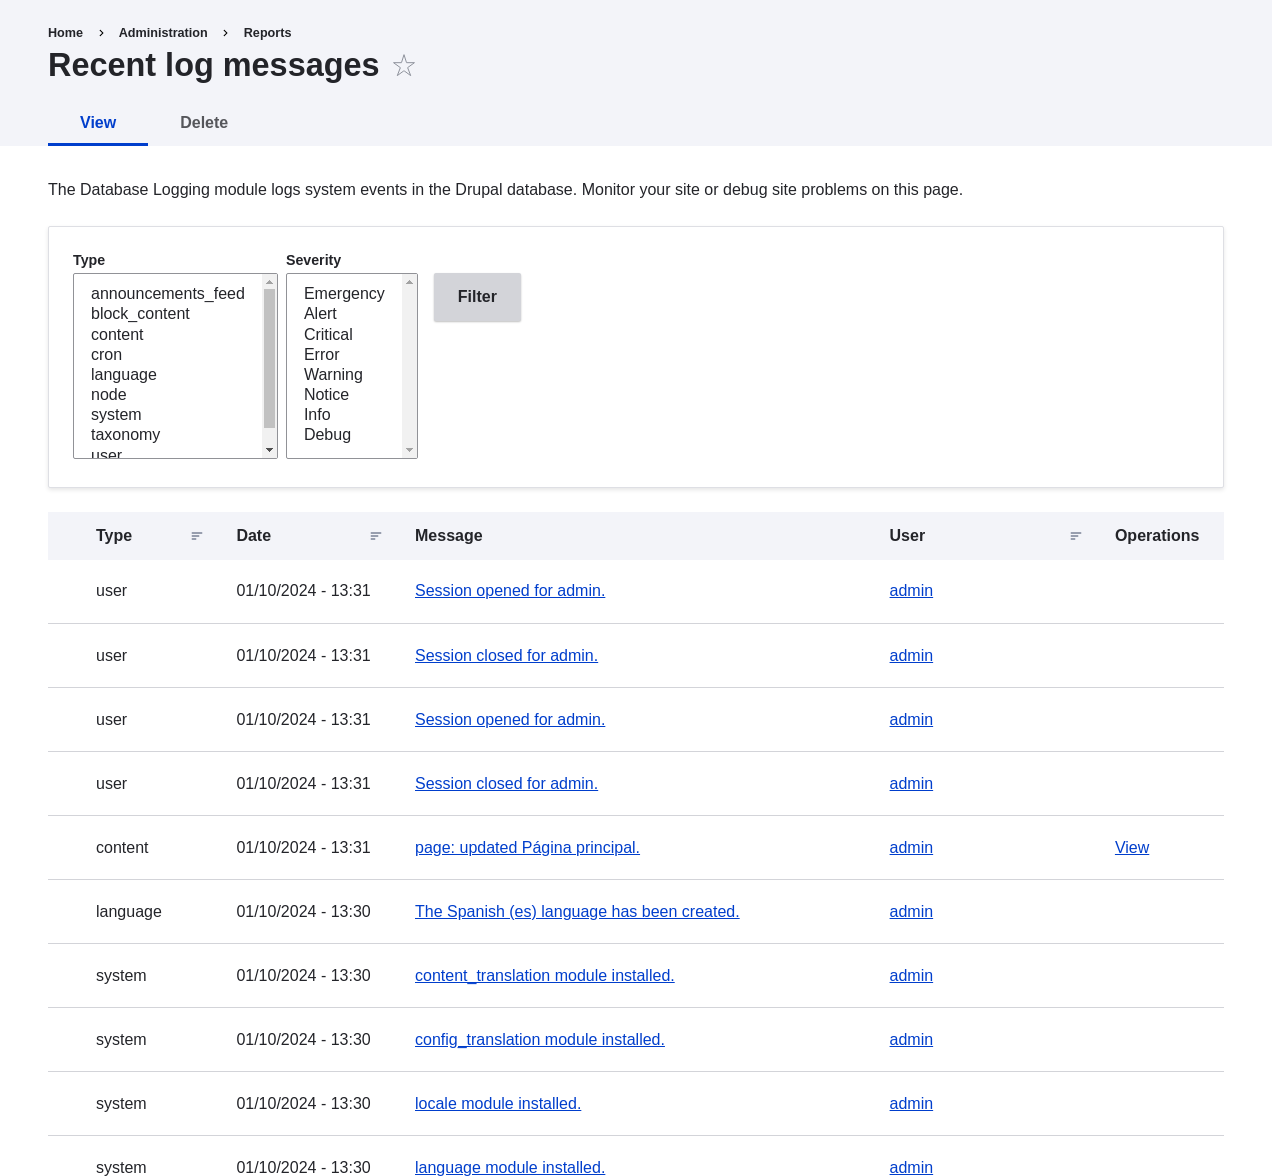 Home Administration Reports
Recent log messages
View Delete
The Database Logging module logs system events in the Drupal database. Monitor your site or debug site problems on this page.
Type Severity
announcements_feed
block_content
content
cron
language
node
system
taxonomy
user
Emergency
Alert
Critical
Error
Warning
Notice
Info
Debug
Filter
Type Date Message User Operations
user 01/10/2024 - 13:31 Session opened for admin. admin
user 01/10/2024 - 13:31 Session closed for admin. admin
user 01/10/2024 - 13:31 Session opened for admin. admin
user 01/10/2024 - 13:31 Session closed for admin. admin
content 01/10/2024 - 13:31 page: updated Página principal. admin View
language 01/10/2024 - 13:30 The Spanish (es) language has been created. admin
system 01/10/2024 - 13:30 content_translation module installed. admin
system 01/10/2024 - 13:30 config_translation module installed. admin
system 01/10/2024 - 13:30 locale module installed. admin
system 01/10/2024 - 13:30 language module installed. admin